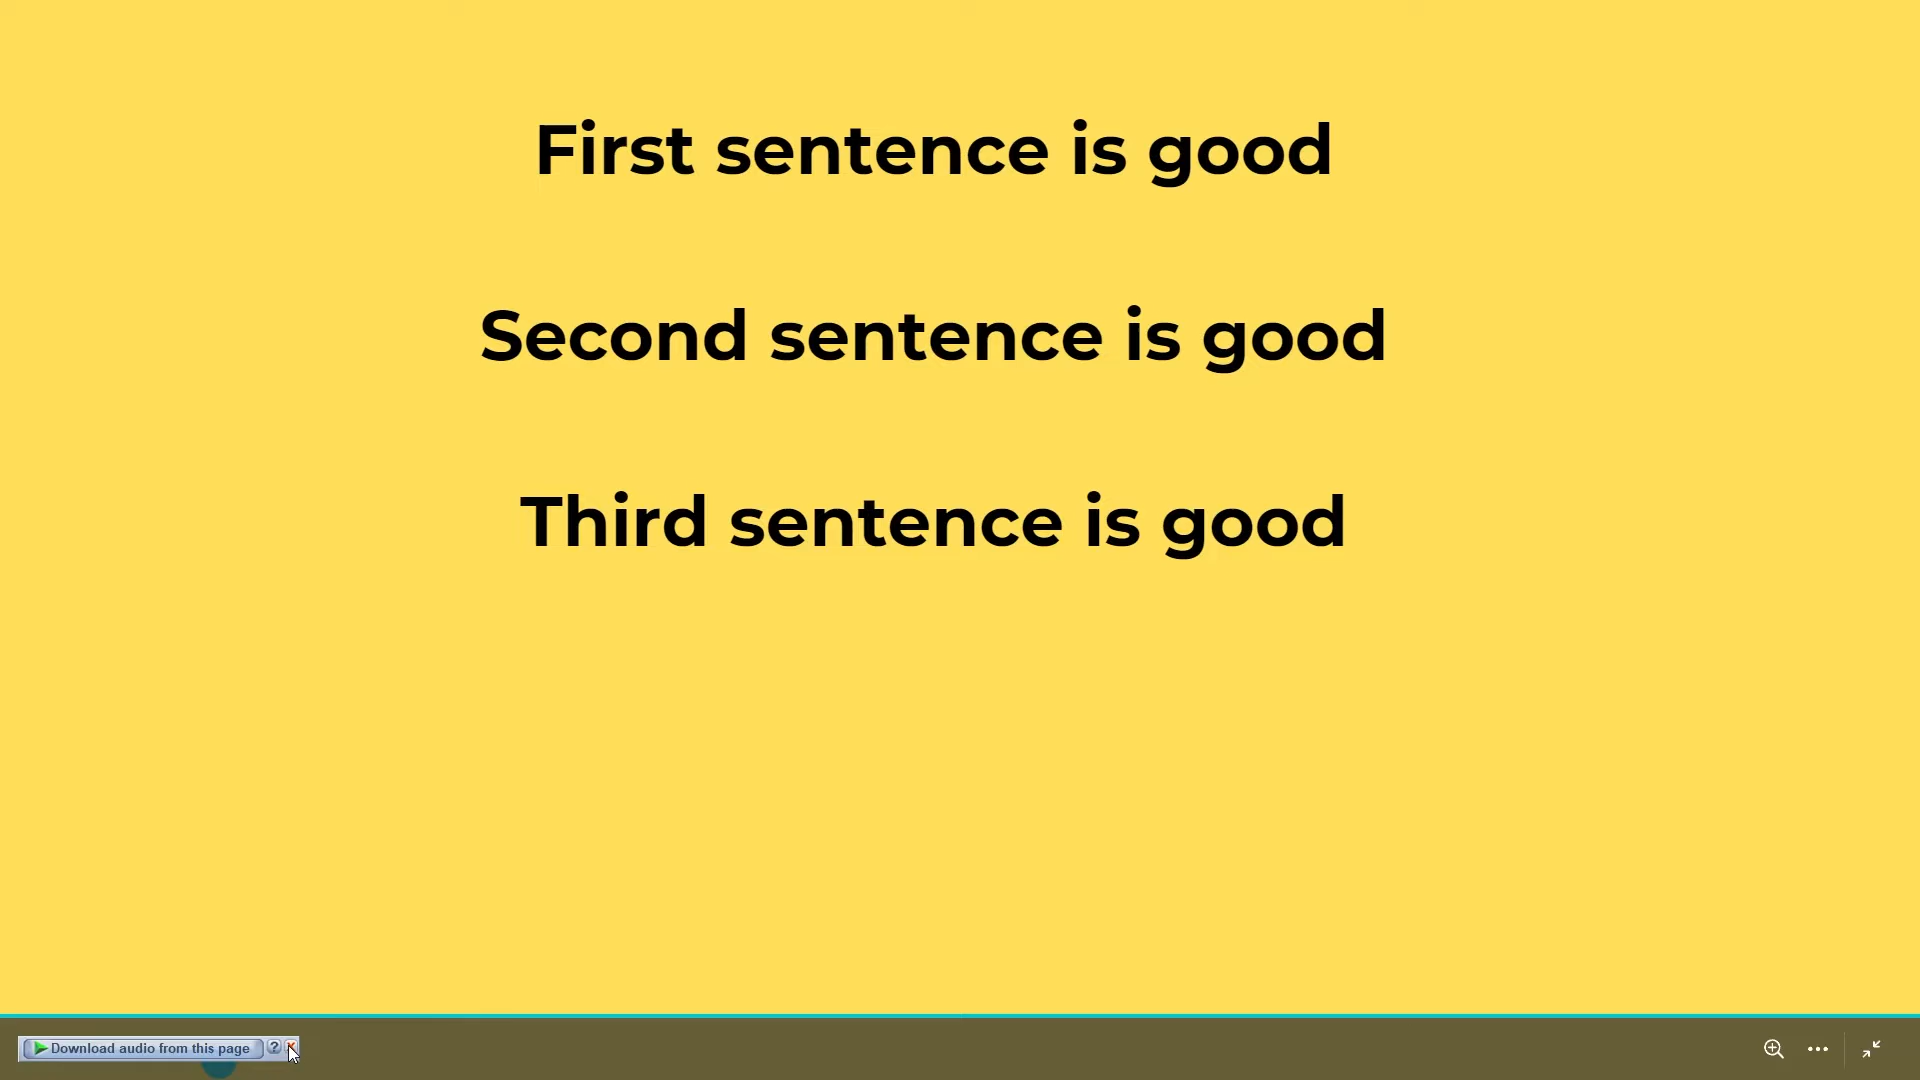 First sentence is good
Second sentence is good
Third sentence is good
Download audio from this page ?